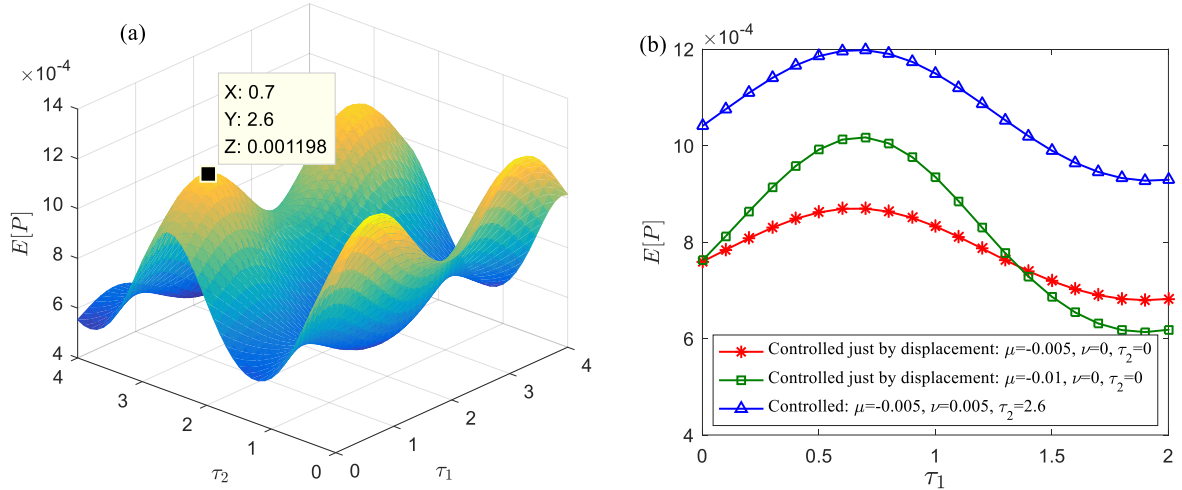 (a)
×10⁻⁴
14
12
10
8
6
4
E[P]
X: 0.7
Y: 2.6
Z: 0.001198
4
3
2
1
0
τ₂
0
1
2
3
4
τ₁
(b)
×10⁻⁴
12
10
8
6
4
E[P]
Controlled just by displacement: μ=-0.005, ν=0, τ₂=0
Controlled just by displacement: μ=-0.01, ν=0, τ₂=0
Controlled: μ=-0.005, ν=0.005, τ₂=2.6
0
0.5
1
1.5
2
τ₁